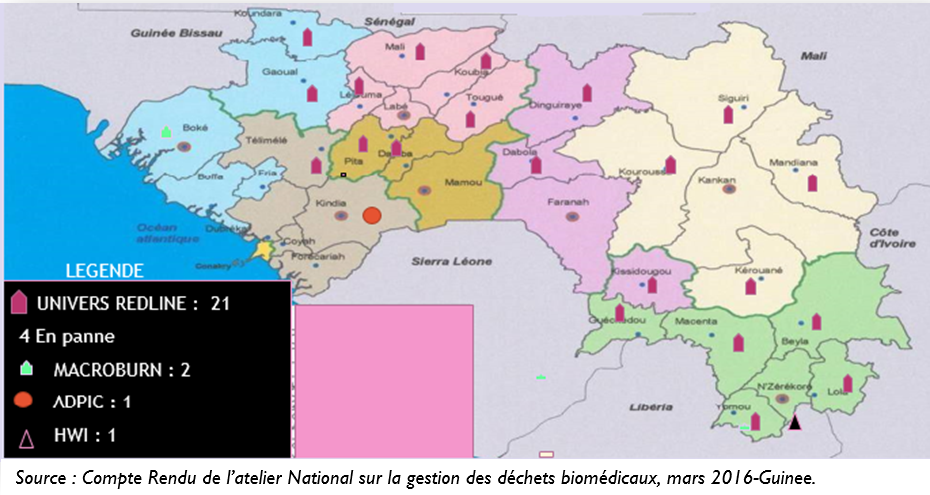 Koundara
Sénégal
Guinée Bissau
Mali
Mali
Gaoual
Koubia
Tougué
Labé
Dinguiraye
Siguiri
Boké
Télimélé
Pita
Dabola
Kouroussa
Mandiana
Kankan
Fria
Mamou
Kindia
Faranah
Océan
atlantique
Dubréka
Coyah
Forécariah
Conakry
Sierra Léone
Côte
d'Ivoire
Kissidougou
Kérouané
Guéckédou
Macenta
Beyla
N'Zérékoré
Lola
Yomou
Libéria
LEGENDE
UNIVERS REDLINE : 21
4 En panne
MACROBURN : 2
ADPIC : 1
HWI : 1
Source : Compte Rendu de l'atelier National sur la gestion des déchets biomédicaux, mars 2016-Guinee.